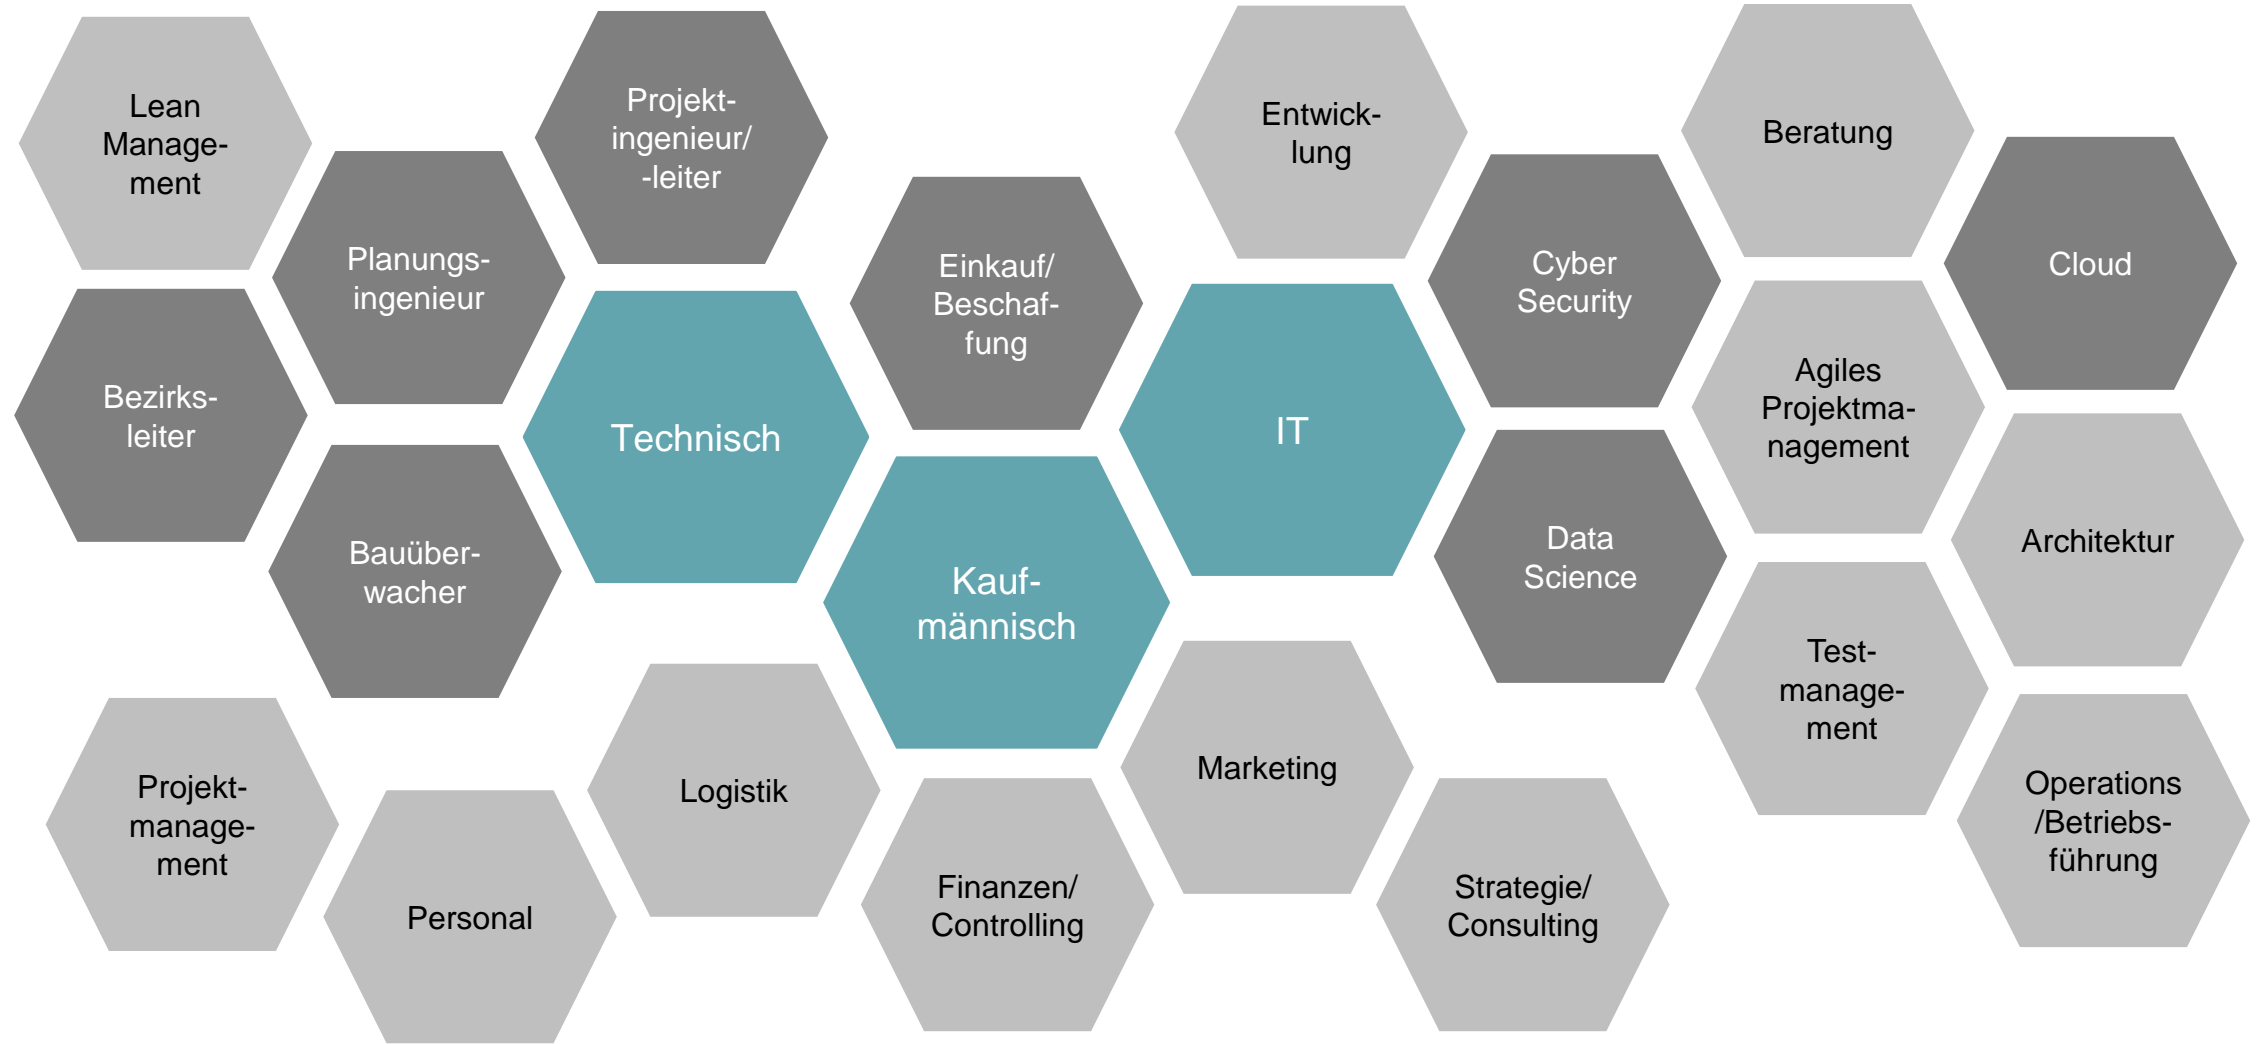 Lean
Manage-
ment
Projekt-
ingenieur/
-leiter
Entwick-
lung
Beratung
Planungs-
ingenieur
Einkauf/
Beschaf-
fung
Cyber
Security
Cloud
Bezirks-
leiter
Technisch
IT
Agiles
Projektma-
nagement
Bauüber-
wacher
Kauf-
männisch
Data
Science
Architektur
Test-
manage-
ment
Projekt-
manage-
ment
Logistik
Marketing
Operations
/Betriebs-
führung
Personal
Finanzen/
Controlling
Strategie/
Consulting